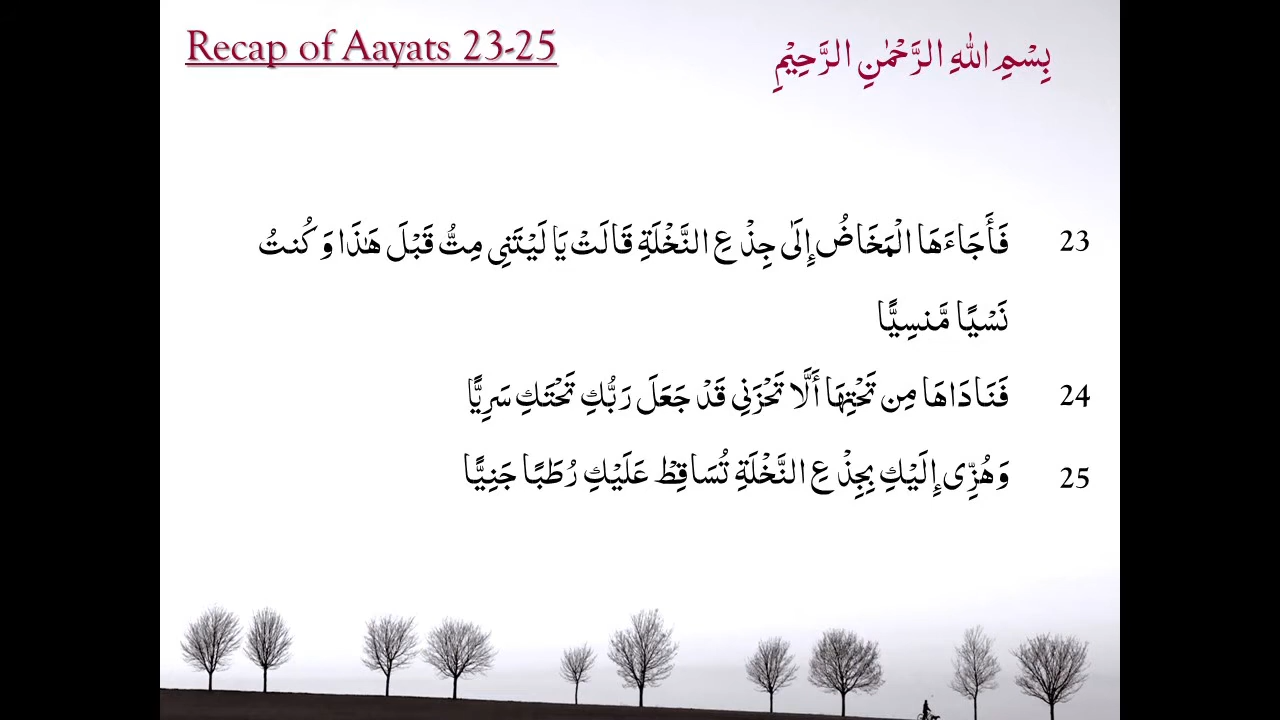 Recap of Aayats 23-25
بِسْمِ اللهِ الرَّحْمٰنِ الرَّحِيْمِ
23 فَأَجَاءَهَا الْمَخَاضُ إِلَىٰ جِذْعِ النَّخْلَةِ قَالَتْ يَا لَيْتَنِي مِتُّ قَبْلَ هَٰذَا وَكُنتُ
نَسْيًا مَّنسِيًّا
24 فَنَادَاهَا مِن تَحْتِهَا أَلَّا تَحْزَنِي قَدْ جَعَلَ رَبُّكِ تَحْتَكِ سَرِيًّا
25 وَهُزِّي إِلَيْكِ بِجِذْعِ النَّخْلَةِ تُسَاقِطْ عَلَيْكِ رُطَبًا جَنِيًّا